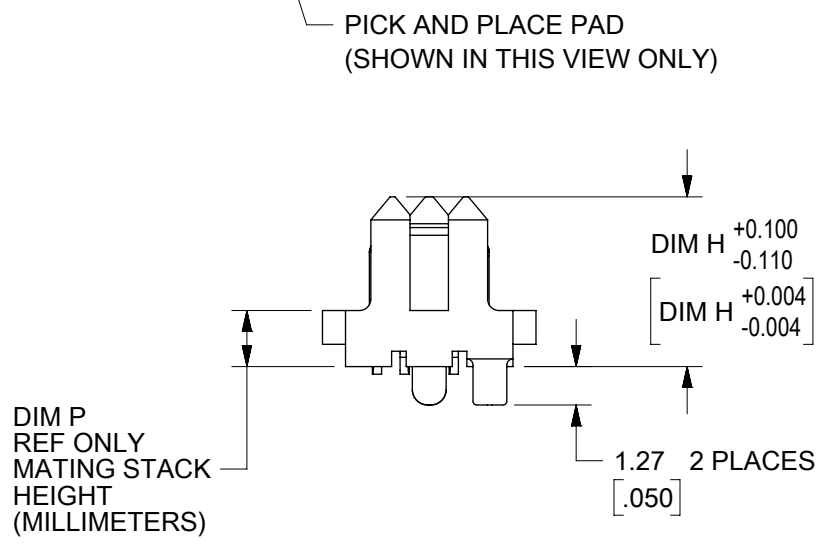 PICK AND PLACE PAD
(SHOWN IN THIS VIEW ONLY)
DIM H +0.100
-0.110
DIM H +0.004
-0.004
DIM P
REF ONLY
MATING STACK
HEIGHT
(MILLIMETERS)
1.27 2 PLACES
[.050]